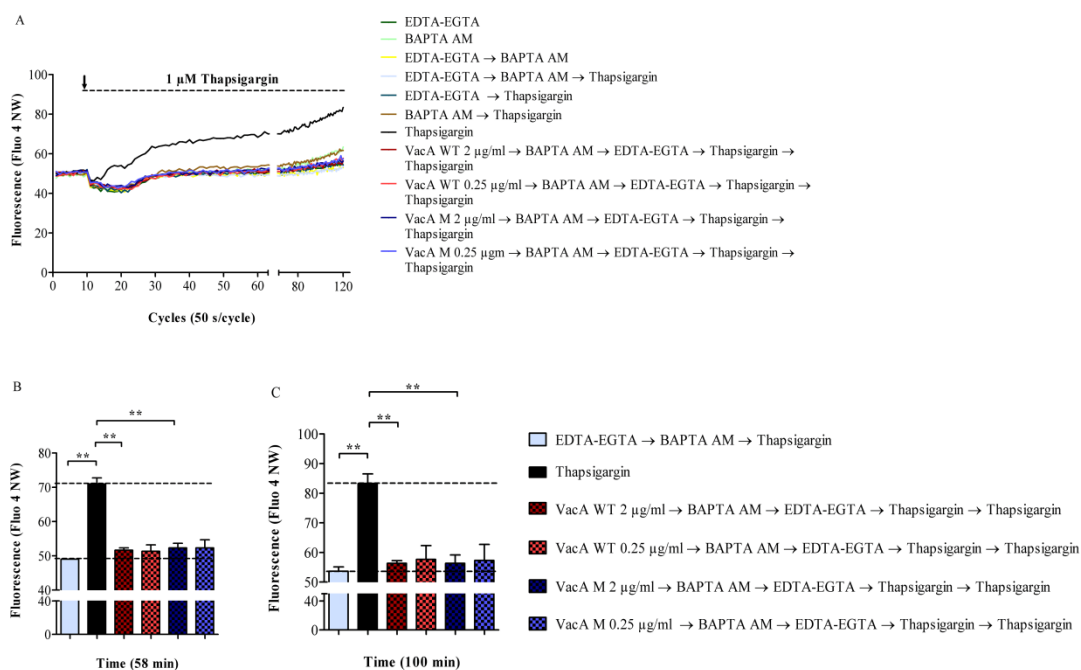 A
EDTA-EGTA
BAPTA AM
EDTA-EGTA → BAPTA AM
EDTA-EGTA → BAPTA AM → Thapsigargin
EDTA-EGTA → Thapsigargin
BAPTA AM → Thapsigargin
Thapsigargin
VacA WT 2 µg/ml → BAPTA AM → EDTA-EGTA → Thapsigargin →
Thapsigargin
VacA WT 0.25 µg/ml → BAPTA AM → EDTA-EGTA → Thapsigargin →
Thapsigargin
VacA M 2 µg/ml → BAPTA AM → EDTA-EGTA → Thapsigargin →
Thapsigargin
VacA M 0.25 µgm → BAPTA AM → EDTA-EGTA → Thapsigargin →
Thapsigargin
1 µM Thapsigargin
Fluorescence (Fluo 4 NW)
100
80
60
40
20
0
0 10 20 30 40 50 60 80 120
Cycles (50 s/cycle)
B
**
**
**
Fluorescence (Fluo 4 NW)
80
70
60
50
40
40
20
0
Time (58 min)
C
**
**
**
Fluorescence (Fluo 4 NW)
100
90
80
70
60
50
40
20
0
Time (100 min)
EDTA-EGTA → BAPTA AM → Thapsigargin
Thapsigargin
VacA WT 2 µg/ml → BAPTA AM → EDTA-EGTA → Thapsigargin → Thapsigargin
VacA WT 0.25 µg/ml → BAPTA AM → EDTA-EGTA → Thapsigargin → Thapsigargin
VacA M 2 µg/ml → BAPTA AM → EDTA-EGTA → Thapsigargin → Thapsigargin
VacA M 0.25 µg/ml → BAPTA AM → EDTA-EGTA → Thapsigargin → Thapsigargin